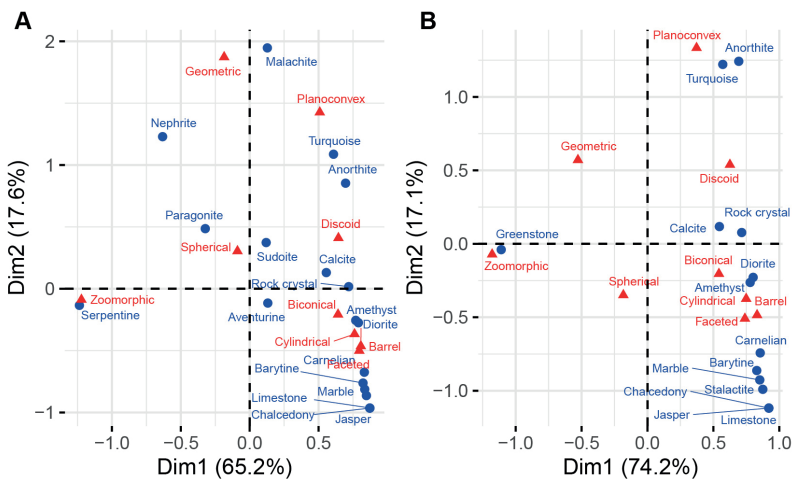 A
B
Malachite
Geometric
Planoconvex
Nephrite
Turquoise
Anorthite
Paragonite
Discoid
Spherical
Sudoite
Calcite
Rock crystal
Zoomorphic
Serpentine
Aventurine
Biconical
Amethyst
Diorite
Cylindrical
Barrel
Carnelian
Faceted
Barytine
Marble
Limestone
Chalcedony
Jasper
2
1
0
−1
−1.0
−0.5
0.0
0.5
Dim1 (65.2%)
Dim2 (17.6%)
Planoconvex
Anorthite
Turquoise
Geometric
Discoid
Rock crystal
Calcite
Greenstone
Zoomorphic
Biconical
Diorite
Spherical
Amethyst
Cylindrical
Barrel
Faceted
Carnelian
Barytine
Marble
Chalcedony
Stalactite
Jasper
Limestone
1.0
0.5
0.0
−0.5
−1.0
−1.0
−0.5
0.0
0.5
1.0
Dim1 (74.2%)
Dim2 (17.1%)